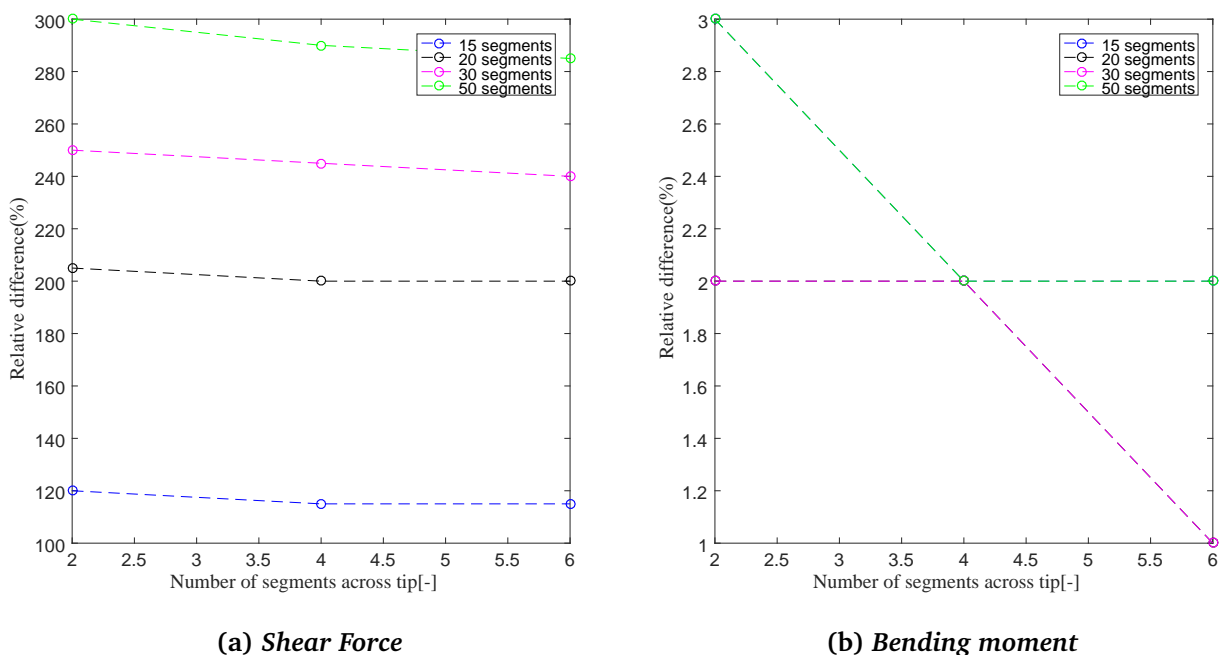 300
280
260
240
220
200
180
160
140
120
100
Relative difference(%)
2
2.5
3
3.5
4
4.5
5
5.5
6
Number of segments across tip[-]
15 segments
20 segments
30 segments
50 segments
(a) Shear Force
3
2.8
2.6
2.4
2.2
2
1.8
1.6
1.4
1.2
1
Relative difference(%)
2
2.5
3
3.5
4
4.5
5
5.5
6
Number of segments across tip[-]
15 segments
20 segments
30 segments
50 segments
(b) Bending moment